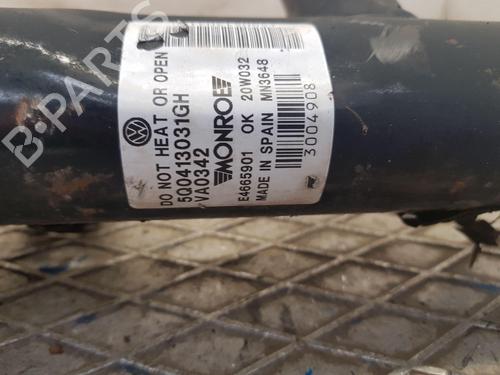 DO NOT HEAT OR OPEN
5Q0413031GH
VA0342
MONROE
E4665901 OK 20W032
MADE IN SPAIN MN3648
3004908
B-PARTS